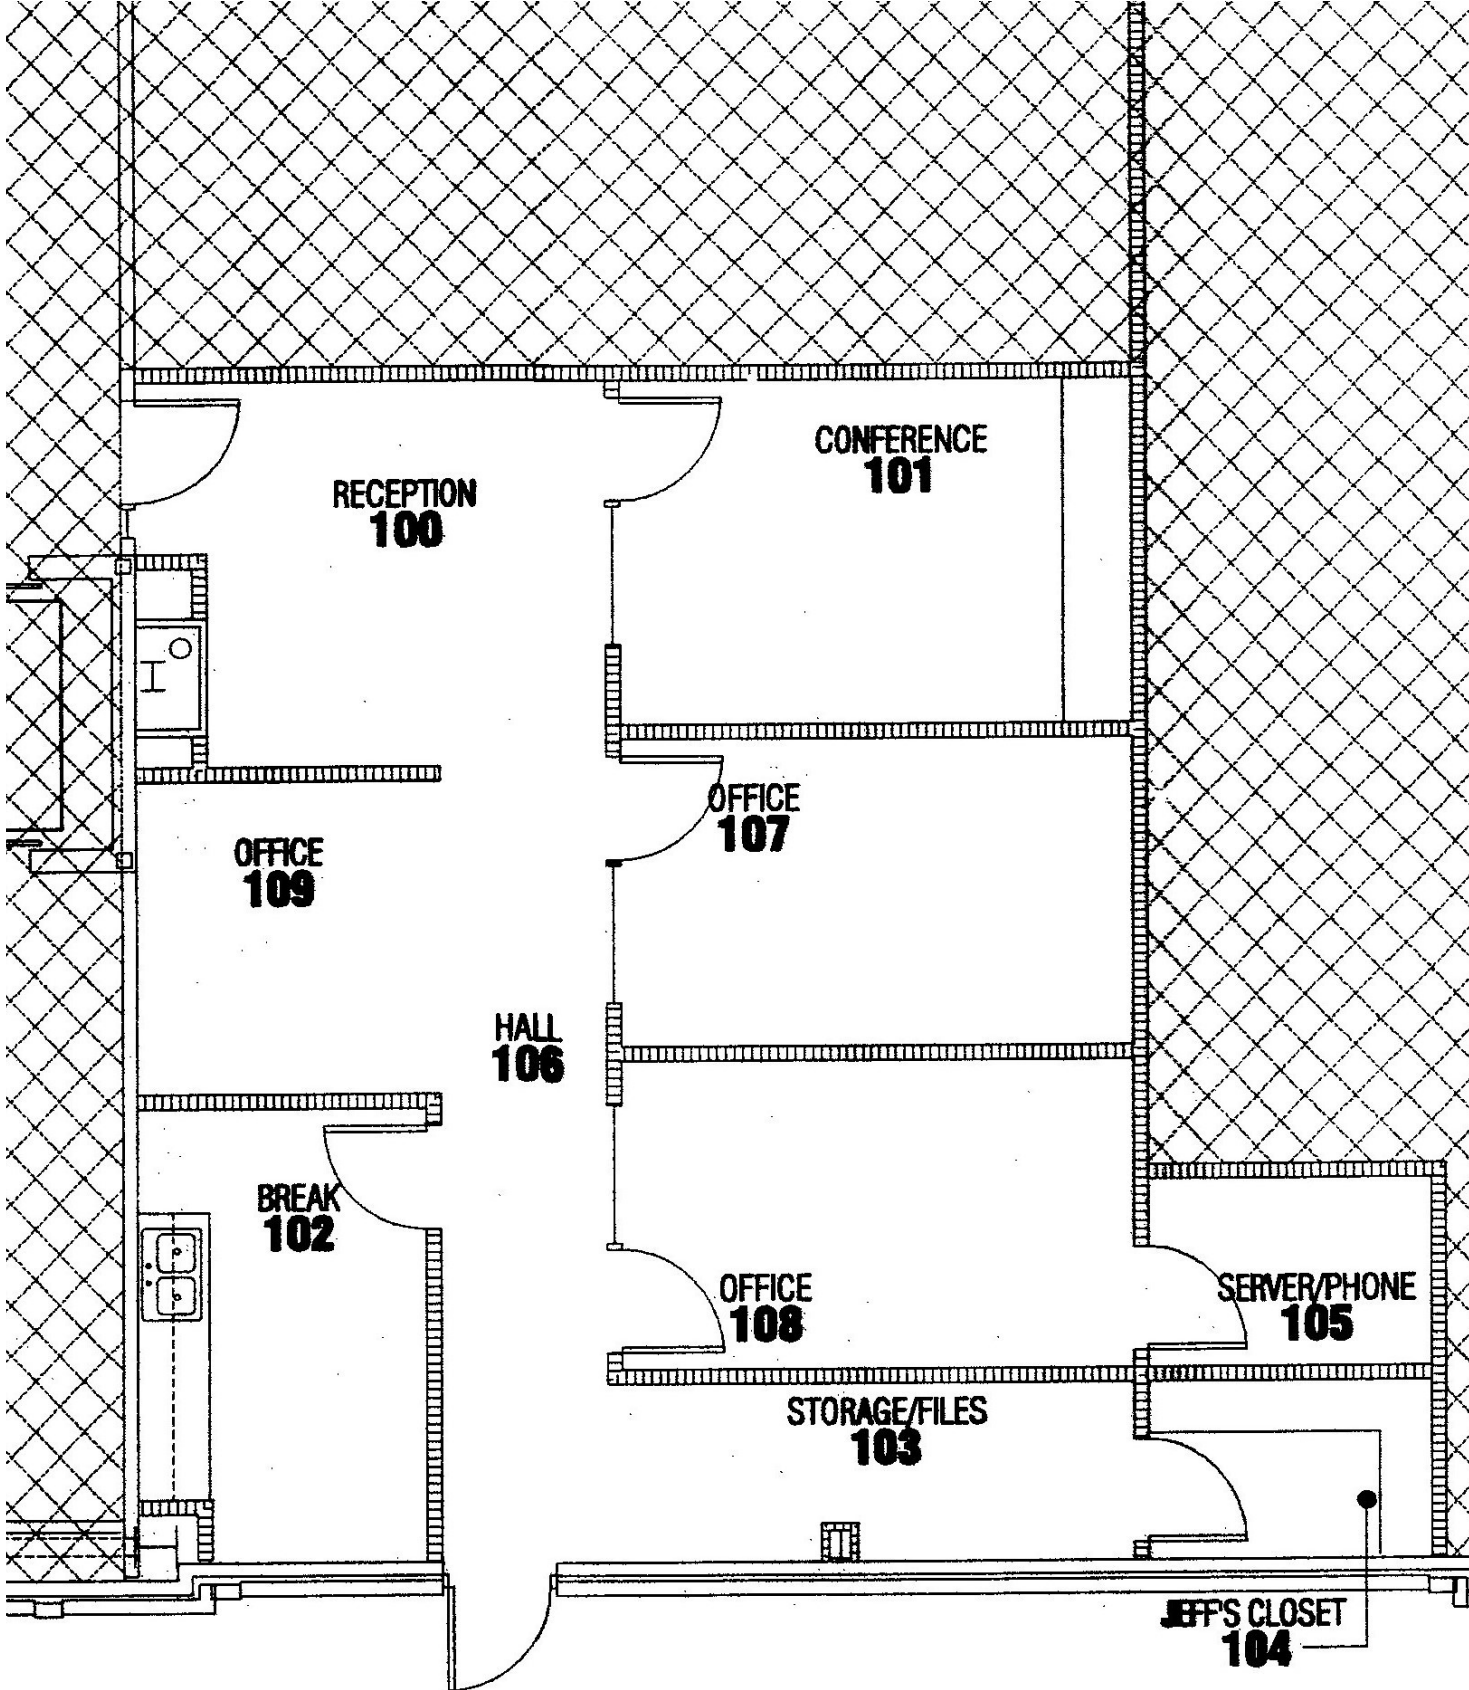 CONFERENCE
101
RECEPTION
100
OFFICE
107
OFFICE
109
HALL
106
BREAK
102
OFFICE
108
SERVER/PHONE
105
STORAGE/FILES
103
JEFF'S CLOSET
104